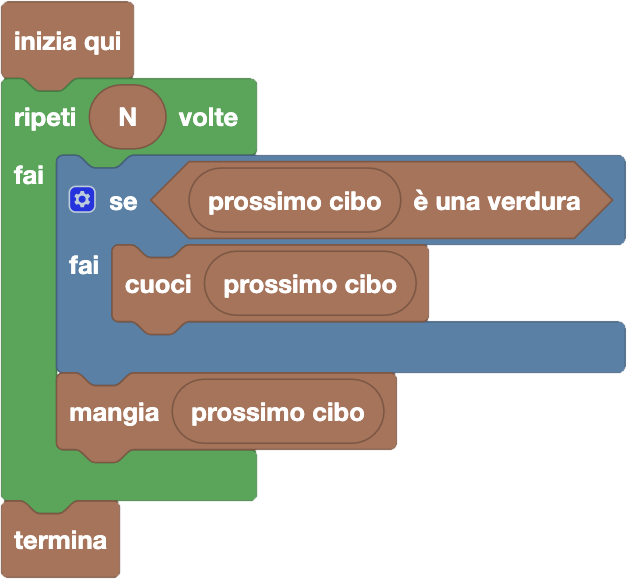 inizia qui
ripeti N volte
fai
se prossimo cibo è una verdura
fai
cuoci prossimo cibo
mangia prossimo cibo
termina